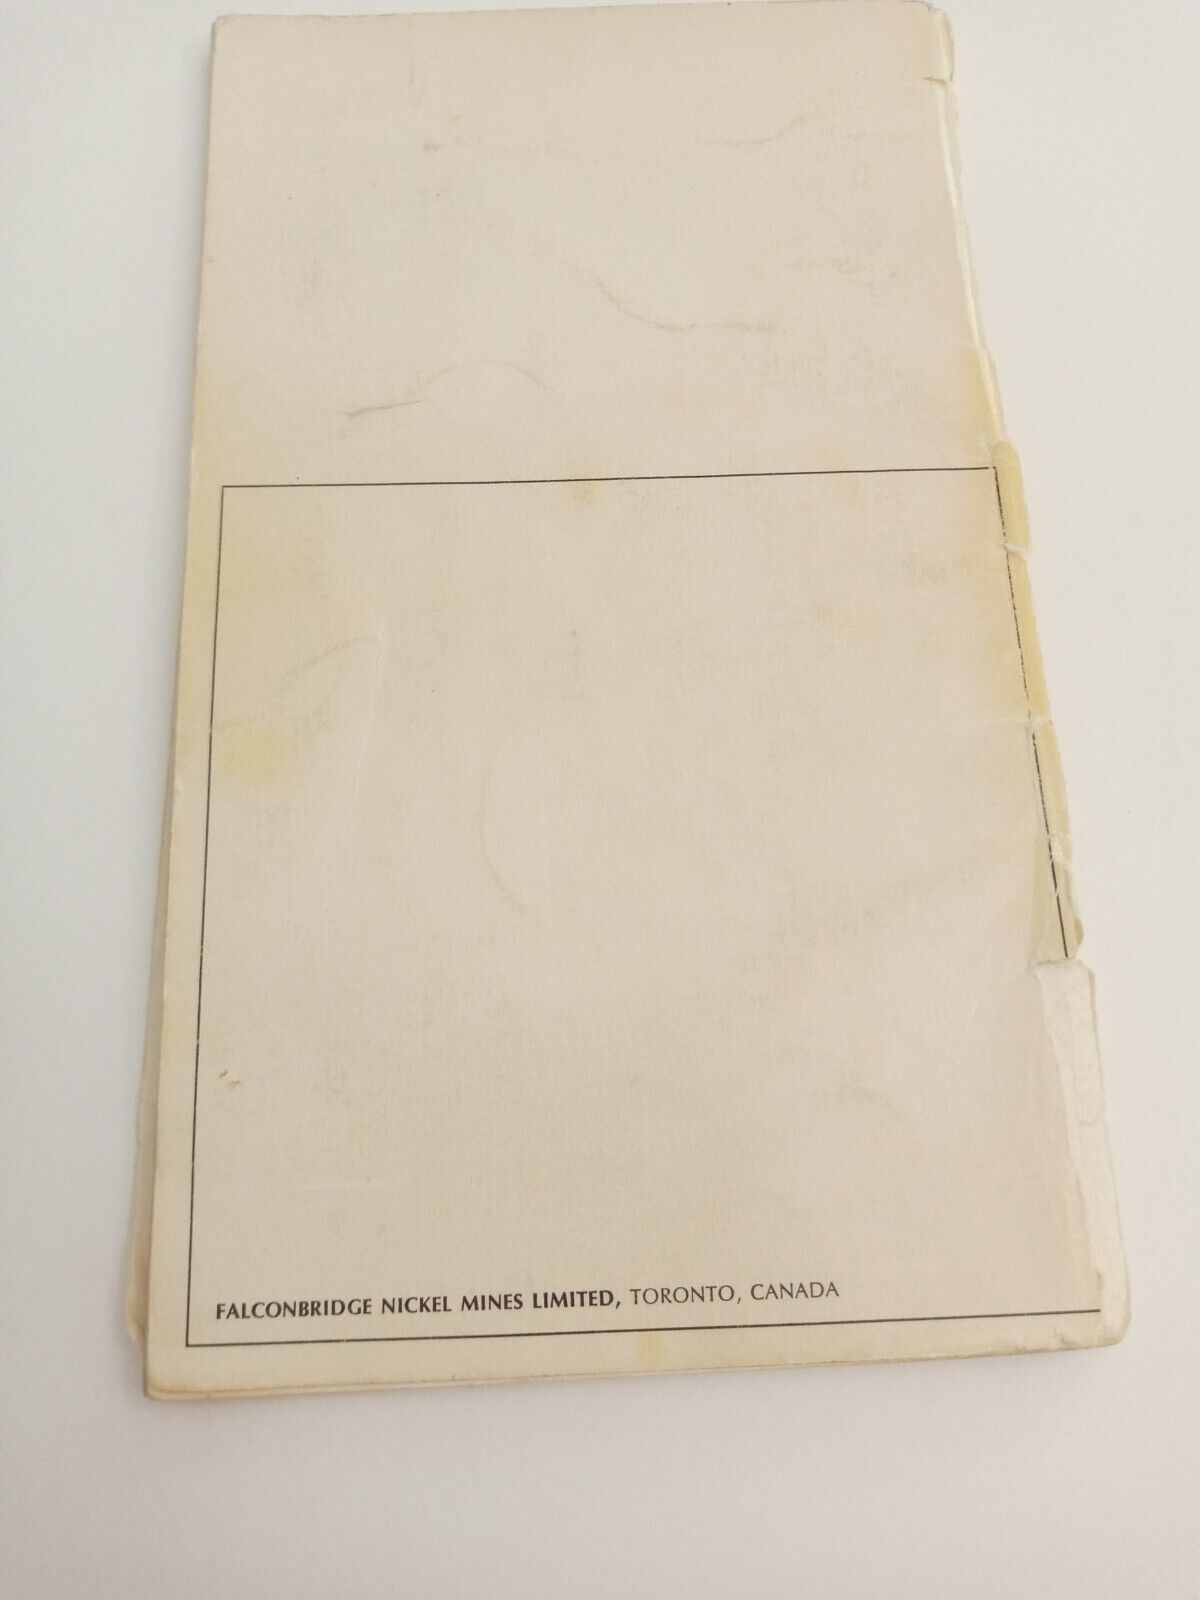 FALCONBRIDGE NICKEL MINES LIMITED, TORONTO, CANADA